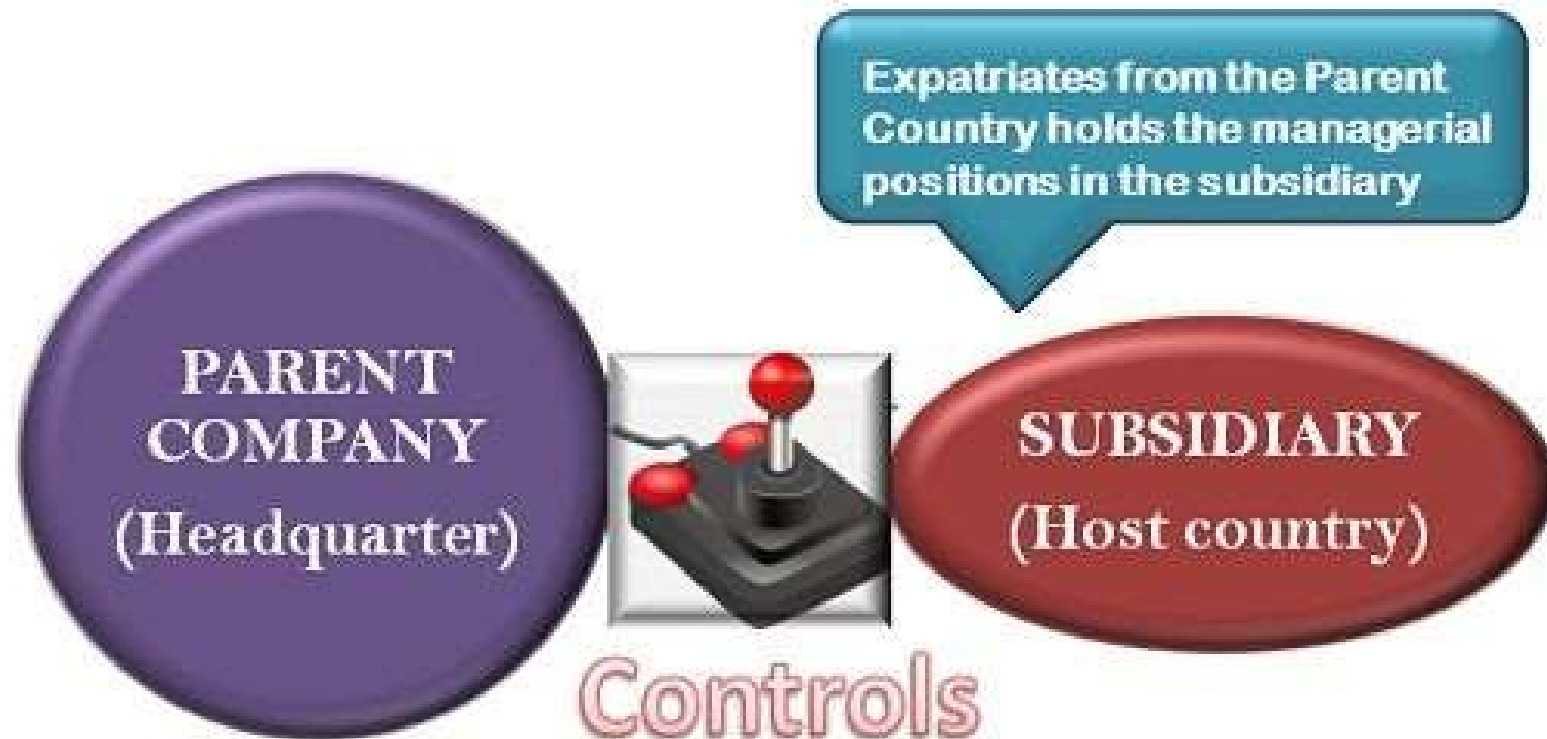 Expatriates from the Parent
Country holds the managerial
positions in the subsidiary
PARENT
COMPANY
(Headquarter)
SUBSIDIARY
(Host country)
Controls